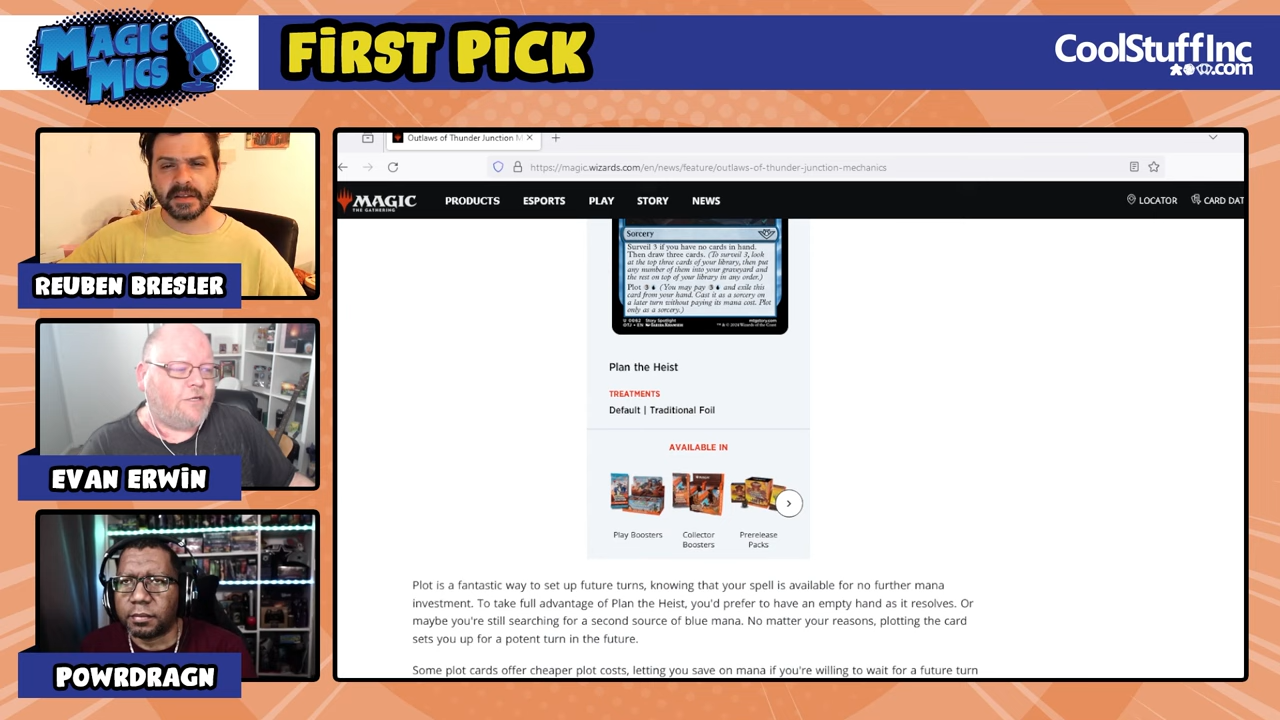 MAGIC MICS
FIRST PICK
CoolStuffInc
.com
REUBEN BRESLER
EVAN ERWIN
POWRDRAGN
Outlaws of Thunder Junction M
https://magic.wizards.com/en/news/feature/outlaws-of-thunder-junction-mechanics
MAGIC
THE GATHERING
PRODUCTS ESPORTS PLAY STORY NEWS
LOCATOR CARD DAT
Sorcery
Surveil 3 if you have no cards in hand.
Then draw three cards. (To surveil 3, look
at the top three cards of your library, then put
any number of them into your graveyard and
the rest on top of your library in any order.)
Plot 3 (You may pay 3 and exile this
card from your hand. Cast it as a sorcery on
a later turn without paying its mana cost. Plot
only as a sorcery.)
Plan the Heist
TREATMENTS
Default | Traditional Foil
AVAILABLE IN
Play Boosters
Collector
Boosters
Prerelease
Packs
Plot is a fantastic way to set up future turns, knowing that your spell is available for no further mana
investment. To take full advantage of Plan the Heist, you'd prefer to have an empty hand as it resolves. Or
maybe you're still searching for a second source of blue mana. No matter your reasons, plotting the card
sets you up for a potent turn in the future.
Some plot cards offer cheaper plot costs, letting you save on mana if you're willing to wait for a future turn